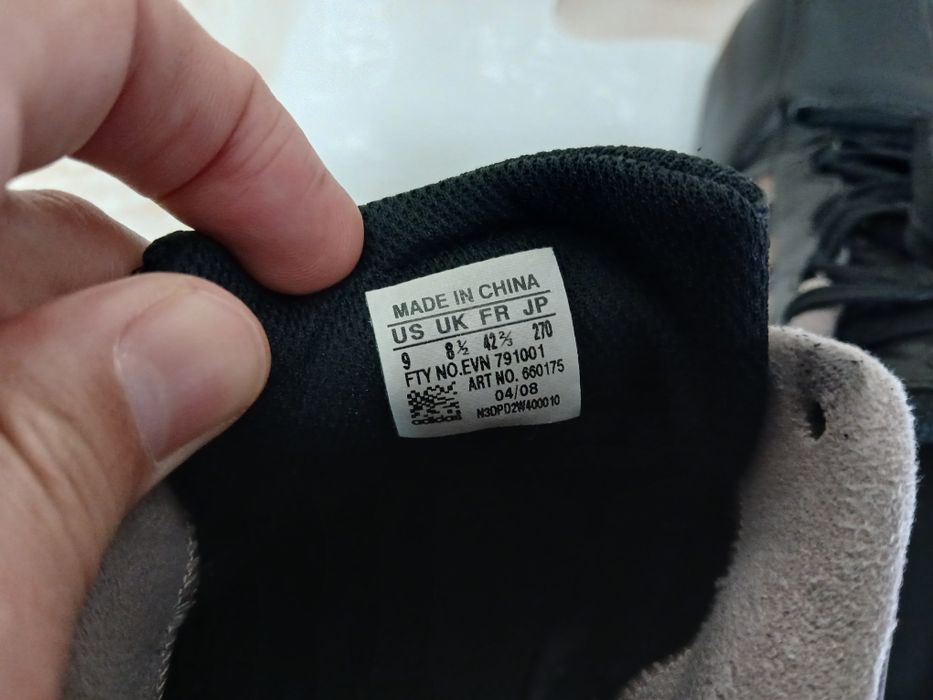 MADE IN CHINA
US UK FR JP
9 8½ 42⅔ 270
FTY NO.EVN 791001
ART NO. 660175
04/08
adidas N3DPD2W400010